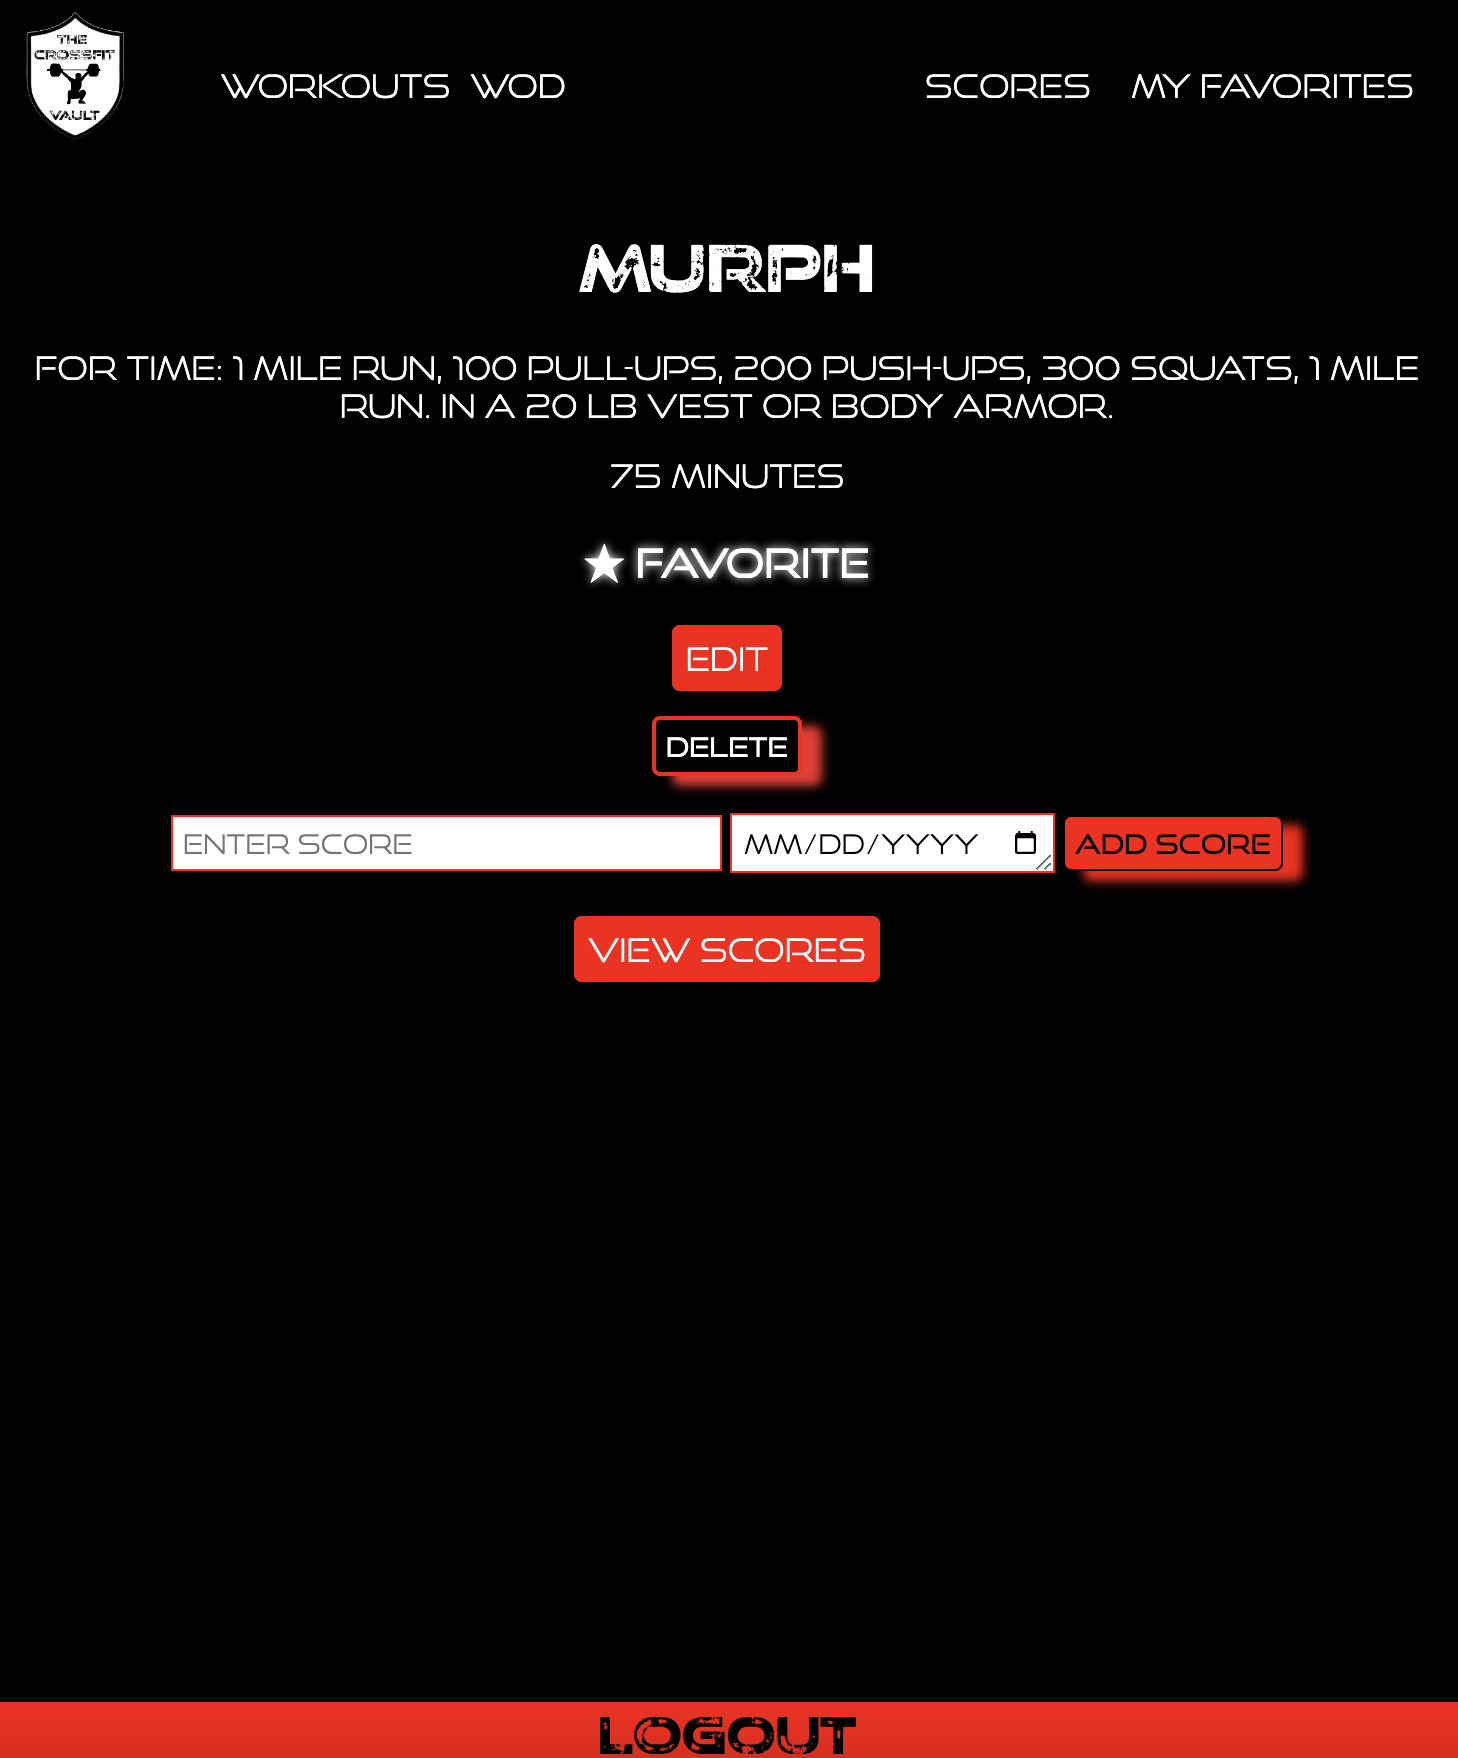 THE
CROSSFIT
VAULT
WORKOUTS WOD SCORES MY FAVORITES
MURPH
FOR TIME: 1 MILE RUN, 100 PULL-UPS, 200 PUSH-UPS, 300 SQUATS, 1 MILE
RUN. IN A 20 LB VEST OR BODY ARMOR.
75 MINUTES
★ FAVORITE
EDIT
DELETE
ENTER SCORE MM/DD/YYYY ADD SCORE
VIEW SCORES
LOGOUT